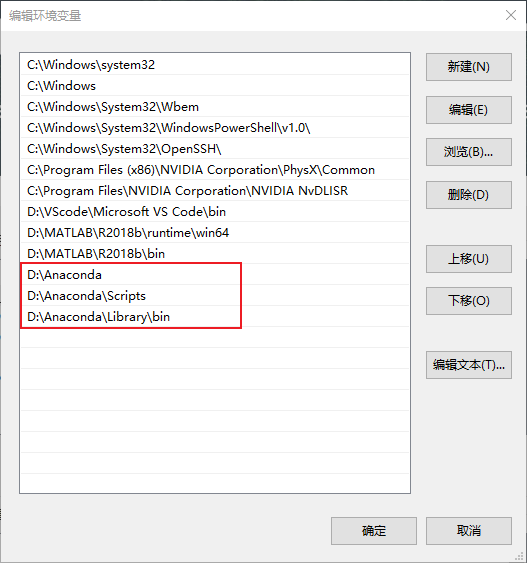 编辑环境变量
C:\Windows\system32
C:\Windows
C:\Windows\System32\Wbem
C:\Windows\System32\WindowsPowerShell\v1.0\
C:\Windows\System32\OpenSSH\
C:\Program Files (x86)\NVIDIA Corporation\PhysX\Common
C:\Program Files\NVIDIA Corporation\NVIDIA NvDLISR
D:\VScode\Microsoft VS Code\bin
D:\MATLAB\R2018b\runtime\win64
D:\MATLAB\R2018b\bin
D:\Anaconda
D:\Anaconda\Scripts
D:\Anaconda\Library\bin
新建(N)
编辑(E)
浏览(B)...
删除(D)
上移(U)
下移(O)
编辑文本(T)...
确定
取消